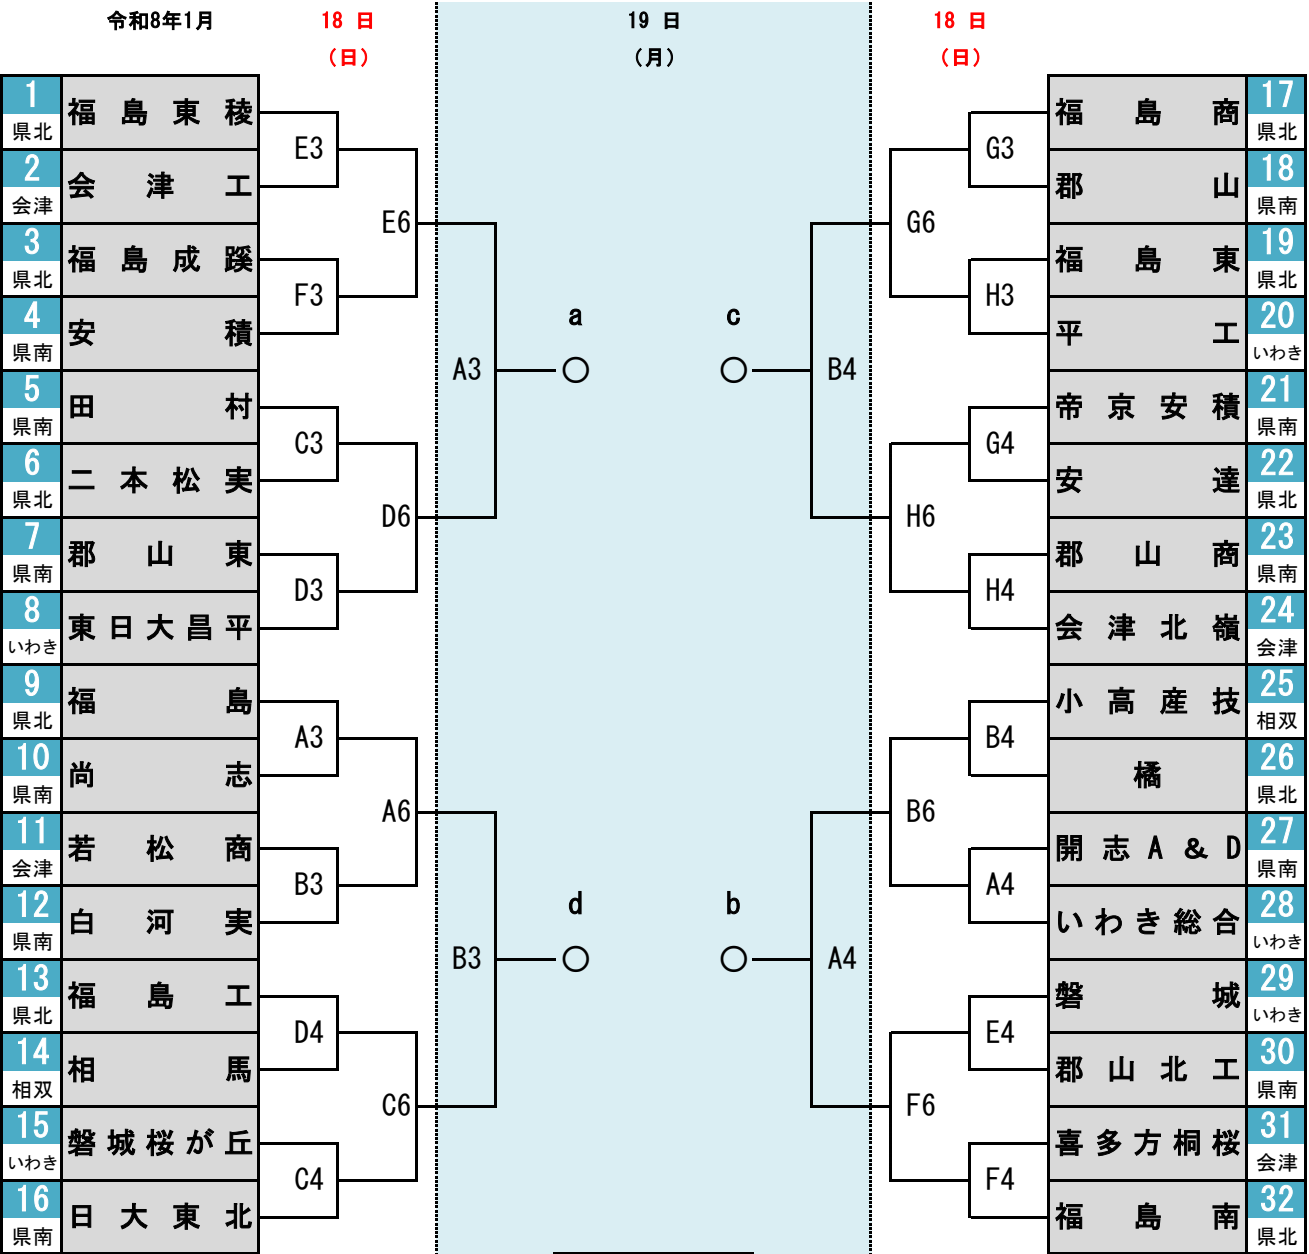 令和8年1月 18 日 19 日 18 日
（日） （月） （日）
1 福島東稜 県北
2 会津工 会津
3 福島成蹊 県北
4 安積 県南
5 田村 県南
6 二本松実 県北
7 郡山東 県南
8 東日大昌平 いわき
9 福島 県北
10 尚志 県南
11 若松商 会津
12 白河実 県南
13 福島工 県北
14 相馬 相双
15 磐城桜が丘 いわき
16 日大東北 県南
E3
F3
C3
D3
A3
B3
D4
C4
E6
D6
A6
C6
A3
B3
a
d
c
b
B4
A4
G6
H6
B6
F6
G3
H3
G4
H4
B4
A4
E4
F4
福島商 17 県北
郡山 18 県南
福島東 19 県北
平工 20 いわき
帝京安積 21 県南
安達 22 県北
郡山商 23 県南
会津北嶺 24 会津
小高産技 25 相双
橘 26 県北
開志A&D 27 県南
いわき総合 28 いわき
磐城 29 いわき
郡山北工 30 県南
喜多方桐桜 31 会津
福島南 32 県北